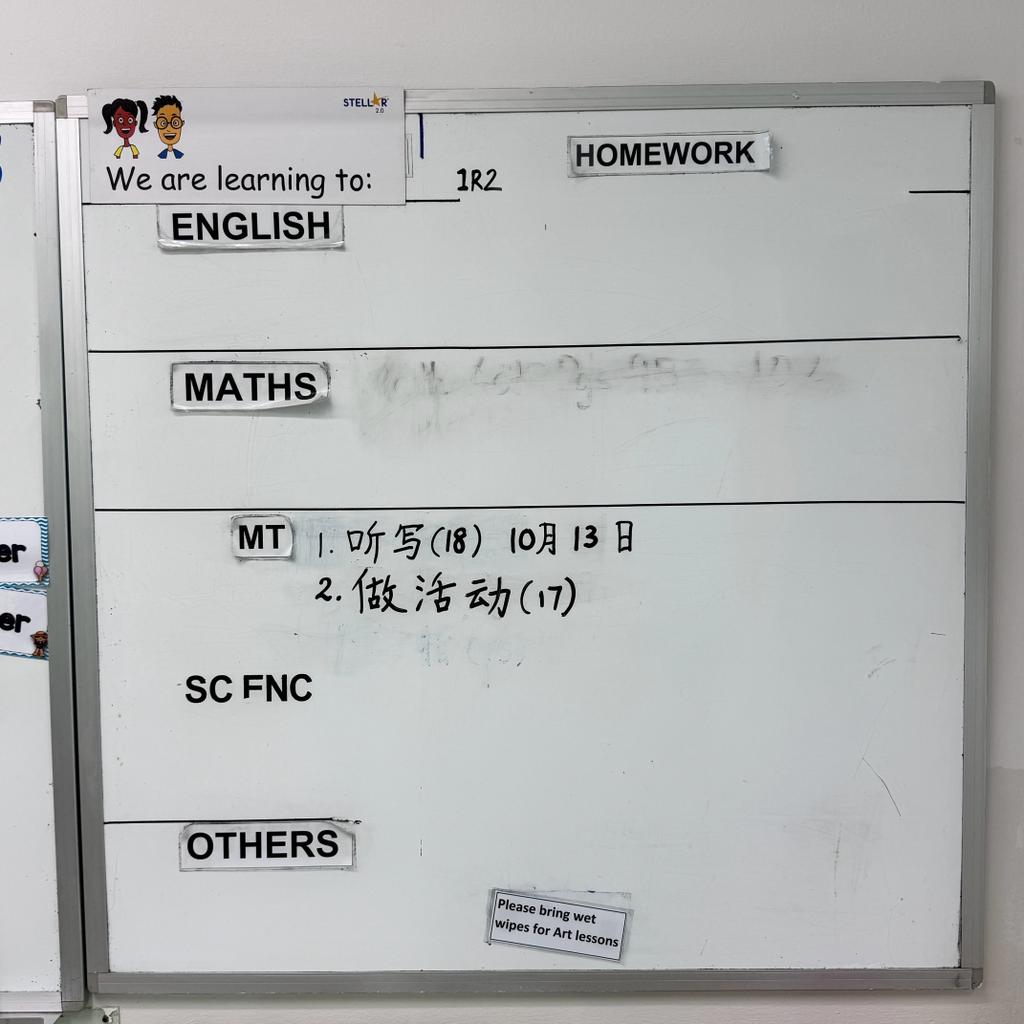 STELLAR
2.0
We are learning to:
HOMEWORK
1R2
ENGLISH
MATHS
MT
1. 听写(18) 10月13日
2. 做活动(17)
SC FNC
OTHERS
Please bring wet
wipes for Art lessons
er
er